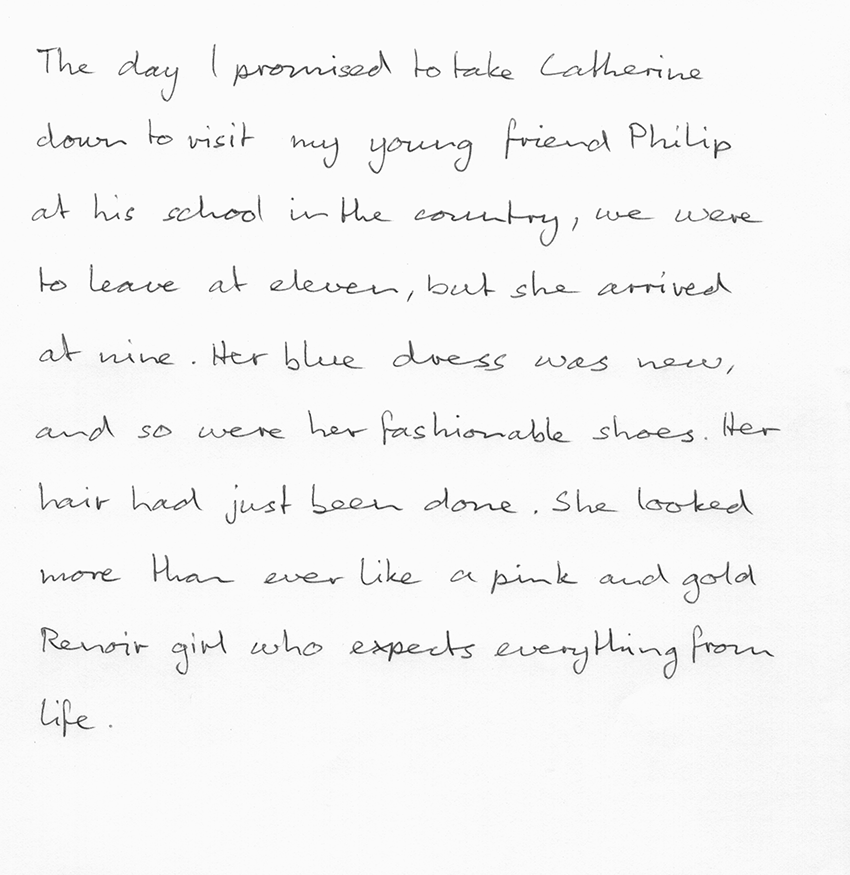 The day I promised to take Catherine
down to visit my young friend Philip
at his school in the country, we were
to leave at eleven, but she arrived
at nine. Her blue dress was new,
and so were her fashionable shoes. Her
hair had just been done. She looked
more than ever like a pink and gold
Renoir girl who expects everything from
life.